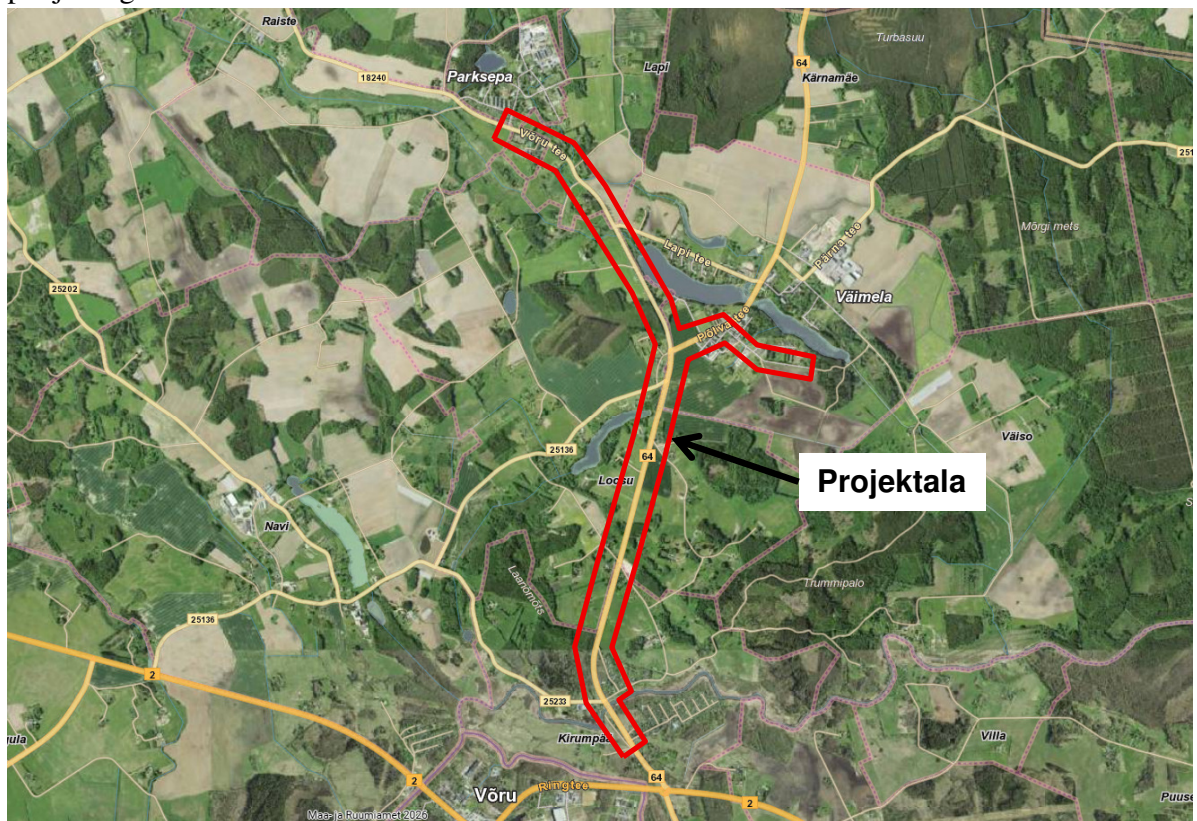 Raiste
Turbasuu
18240
Parksepa
Lapi
64
Kärnamäe
Võru tee
Mõrgi mets
Lapi tee
Pärna tee
25202
Väimela
Põlva tee
25136
64
Väiso
Projektala
Loosu
Navi
Laanõmõts
Trummipalo
25136
2
25233
Kirumpää
Villa
64
2
Ringtee
Võru
2
Maa- ja Ruumiamet 2026